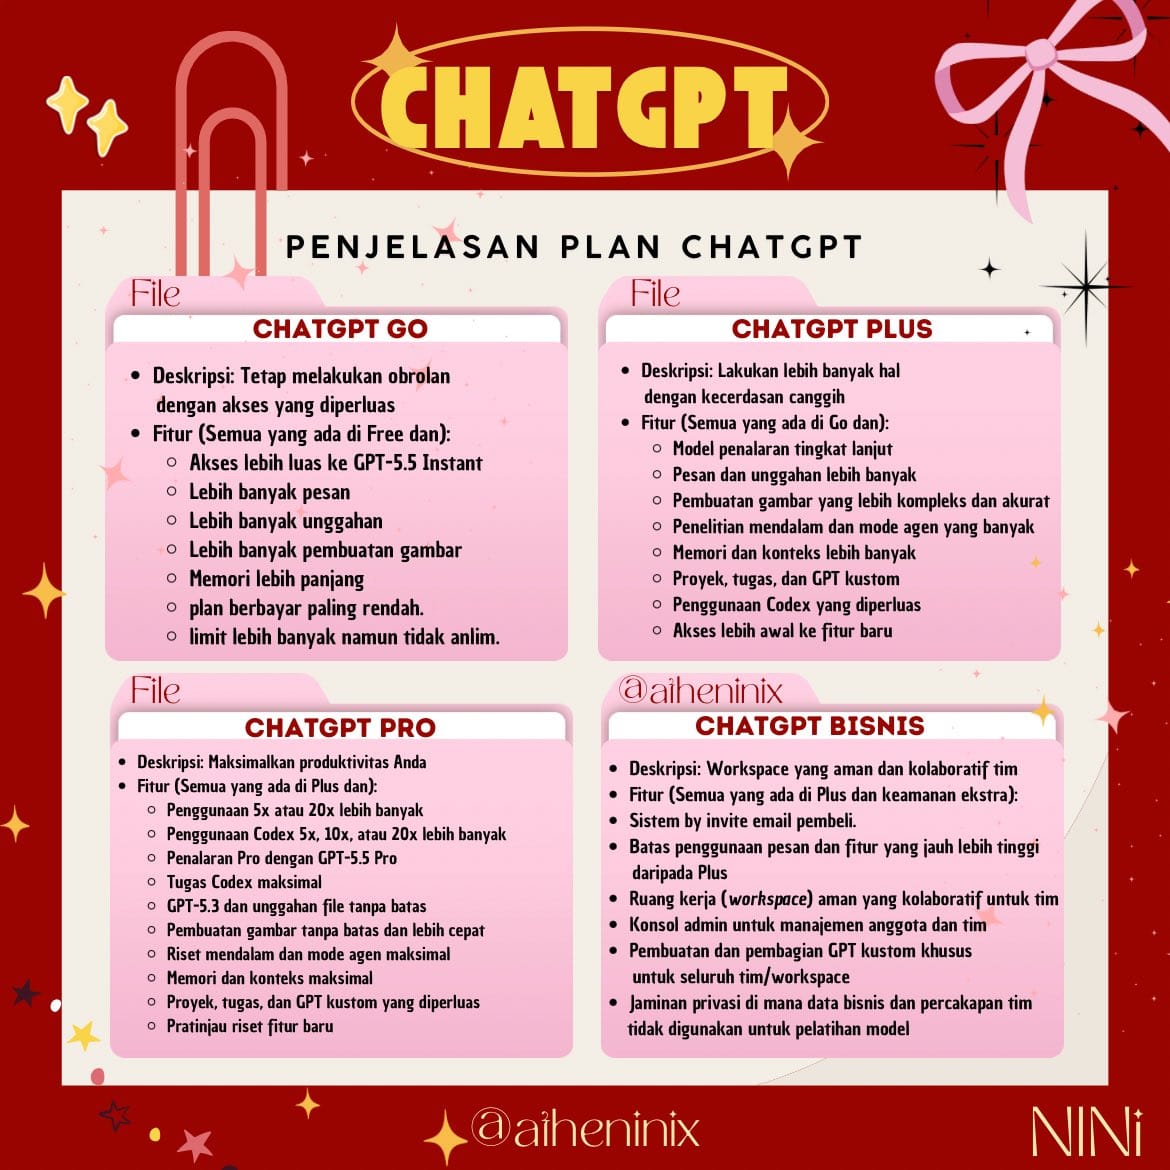 CHATGPT
PENJELASAN PLAN CHATGPT
File
CHATGPT GO
• Deskripsi: Tetap melakukan obrolan
dengan akses yang diperluas
• Fitur (Semua yang ada di Free dan):
○ Akses lebih luas ke GPT-5.5 Instant
○ Lebih banyak pesan
○ Lebih banyak unggahan
○ Lebih banyak pembuatan gambar
○ Memori lebih panjang
○ plan berbayar paling rendah.
○ limit lebih banyak namun tidak anlim.
File
CHATGPT PLUS
• Deskripsi: Lakukan lebih banyak hal
dengan kecerdasan canggih
• Fitur (Semua yang ada di Go dan):
○ Model penalaran tingkat lanjut
○ Pesan dan unggahan lebih banyak
○ Pembuatan gambar yang lebih kompleks dan akurat
○ Penelitian mendalam dan mode agen yang banyak
○ Memori dan konteks lebih banyak
○ Proyek, tugas, dan GPT kustom
○ Penggunaan Codex yang diperluas
○ Akses lebih awal ke fitur baru
File
CHATGPT PRO
• Deskripsi: Maksimalkan produktivitas Anda
• Fitur (Semua yang ada di Plus dan):
○ Penggunaan 5x atau 20x lebih banyak
○ Penggunaan Codex 5x, 10x, atau 20x lebih banyak
○ Penalaran Pro dengan GPT-5.5 Pro
○ Tugas Codex maksimal
○ GPT-5.3 dan unggahan file tanpa batas
○ Pembuatan gambar tanpa batas dan lebih cepat
○ Riset mendalam dan mode agen maksimal
○ Memori dan konteks maksimal
○ Proyek, tugas, dan GPT kustom yang diperluas
○ Pratinjau riset fitur baru
@aiheninix
CHATGPT BISNIS
• Deskripsi: Workspace yang aman dan kolaboratif tim
• Fitur (Semua yang ada di Plus dan keamanan ekstra):
• Sistem by invite email pembeli.
• Batas penggunaan pesan dan fitur yang jauh lebih tinggi
daripada Plus
• Ruang kerja (workspace) aman yang kolaboratif untuk tim
• Konsol admin untuk manajemen anggota dan tim
• Pembuatan dan pembagian GPT kustom khusus
untuk seluruh tim/workspace
• Jaminan privasi di mana data bisnis dan percakapan tim
tidak digunakan untuk pelatihan model
@aiheninix
NINi